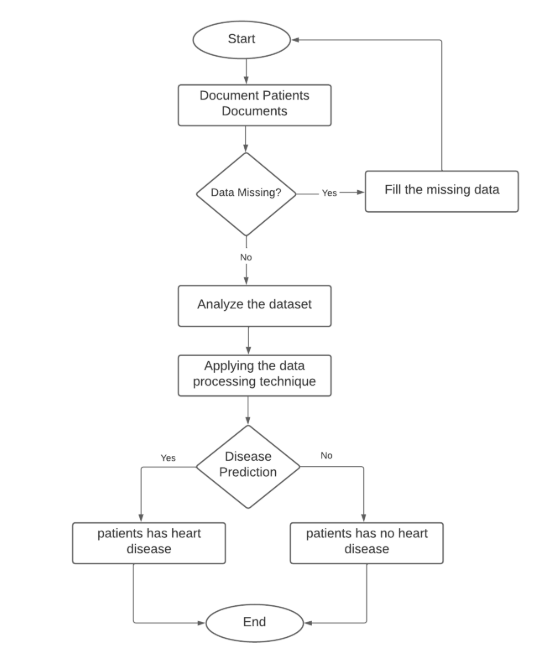 Start
Document Patients
Documents
Data Missing?
Yes
Fill the missing data
No
Analyze the dataset
Applying the data
processing technique
Disease
Prediction
Yes
No
patients has heart
disease
patients has no heart
disease
End